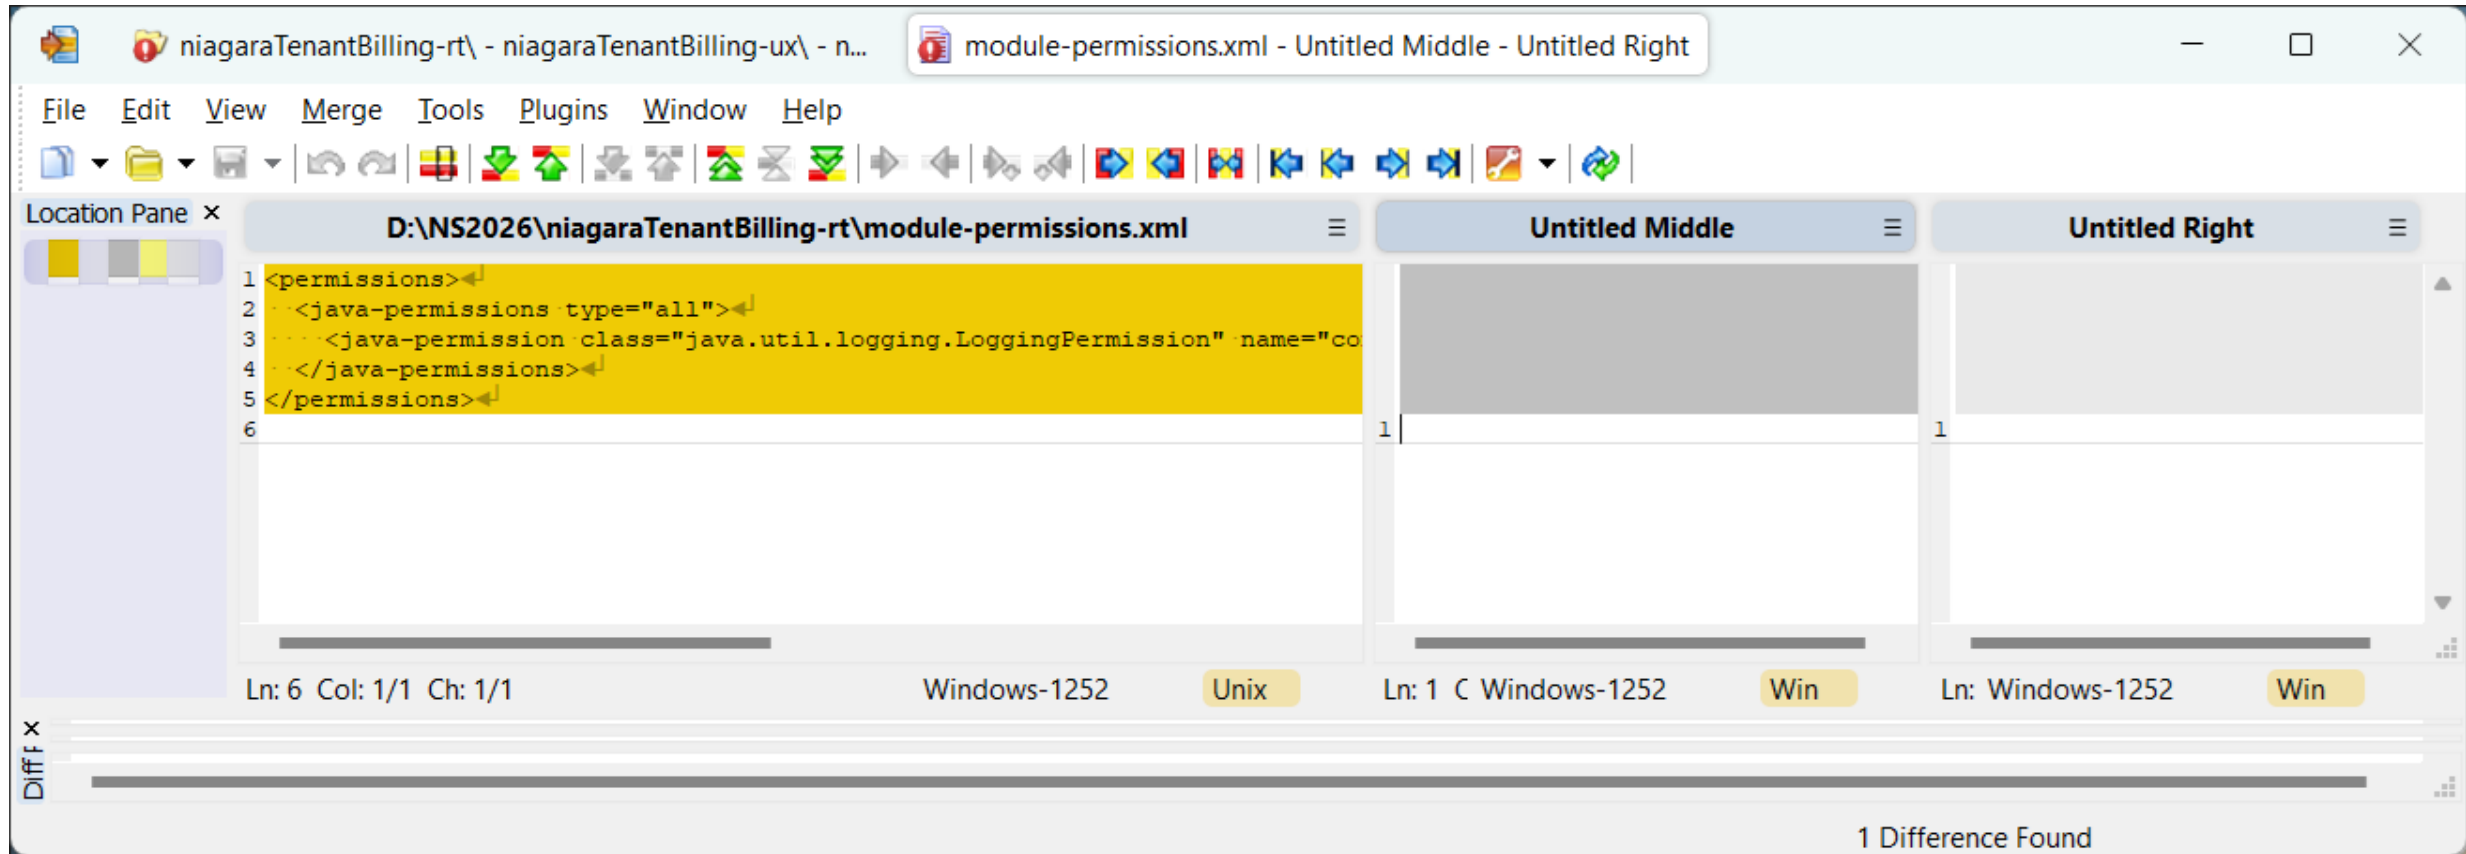 niagaraTenantBilling-rt\ - niagaraTenantBilling-ux\ - n...
module-permissions.xml - Untitled Middle - Untitled Right
File Edit View Merge Tools Plugins Window Help
Location Pane
D:\NS2026\niagaraTenantBilling-rt\module-permissions.xml
Untitled Middle
Untitled Right
1 <permissions>
2 <java-permissions type="all">
3 <java-permission class="java.util.logging.LoggingPermission" name="co
4 </java-permissions>
5 </permissions>
6
1
1
Ln: 6 Col: 1/1 Ch: 1/1 Windows-1252 Unix
Ln: 1 C Windows-1252 Win
Ln: Windows-1252 Win
Diff
1 Difference Found